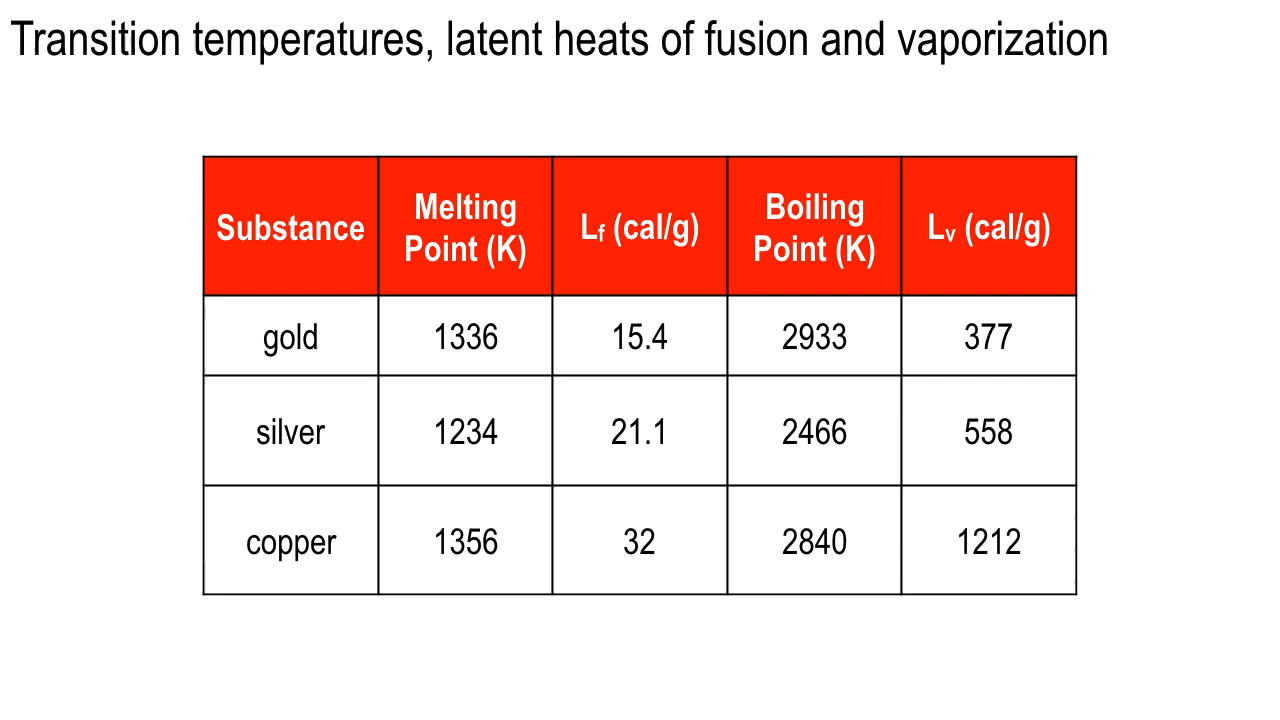 Transition temperatures, latent heats of fusion and vaporization
Substance Melting Point (K) Lf (cal/g) Boiling Point (K) Lv (cal/g)
gold 1336 15.4 2933 377
silver 1234 21.1 2466 558
copper 1356 32 2840 1212